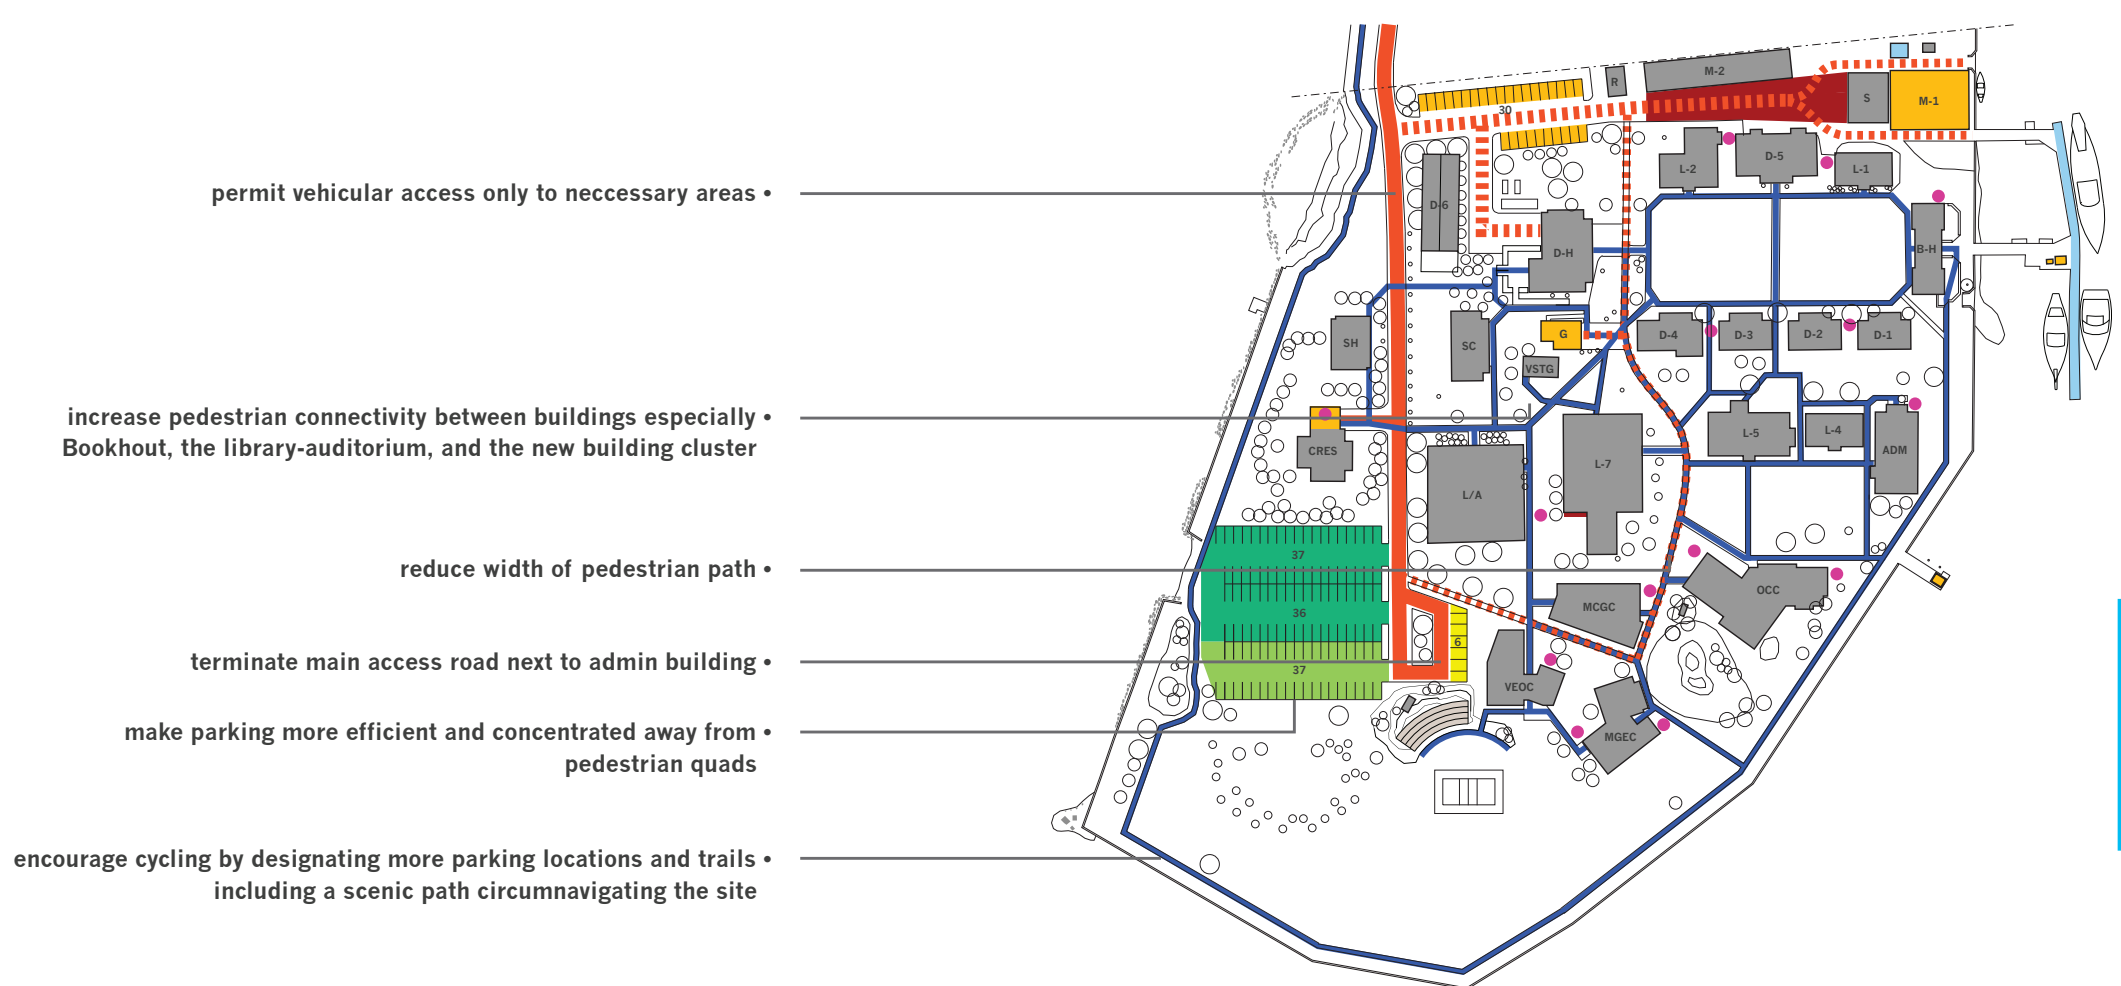 permit vehicular access only to neccessary areas •
increase pedestrian connectivity between buildings especially •
Bookhout, the library-auditorium, and the new building cluster
reduce width of pedestrian path •
terminate main access road next to admin building •
make parking more efficient and concentrated away from •
pedestrian quads
encourage cycling by designating more parking locations and trails •
including a scenic path circumnavigating the site
M-2
R
S
M-1
30
L-2
D-5
L-1
D-6
D-H
B-H
SH
SC
G
VSTG
D-4
D-3
D-2
D-1
CRES
L/A
L-7
L-5
L-4
ADM
37
36
37
6
MCGC
OCC
VEOC
MGEC